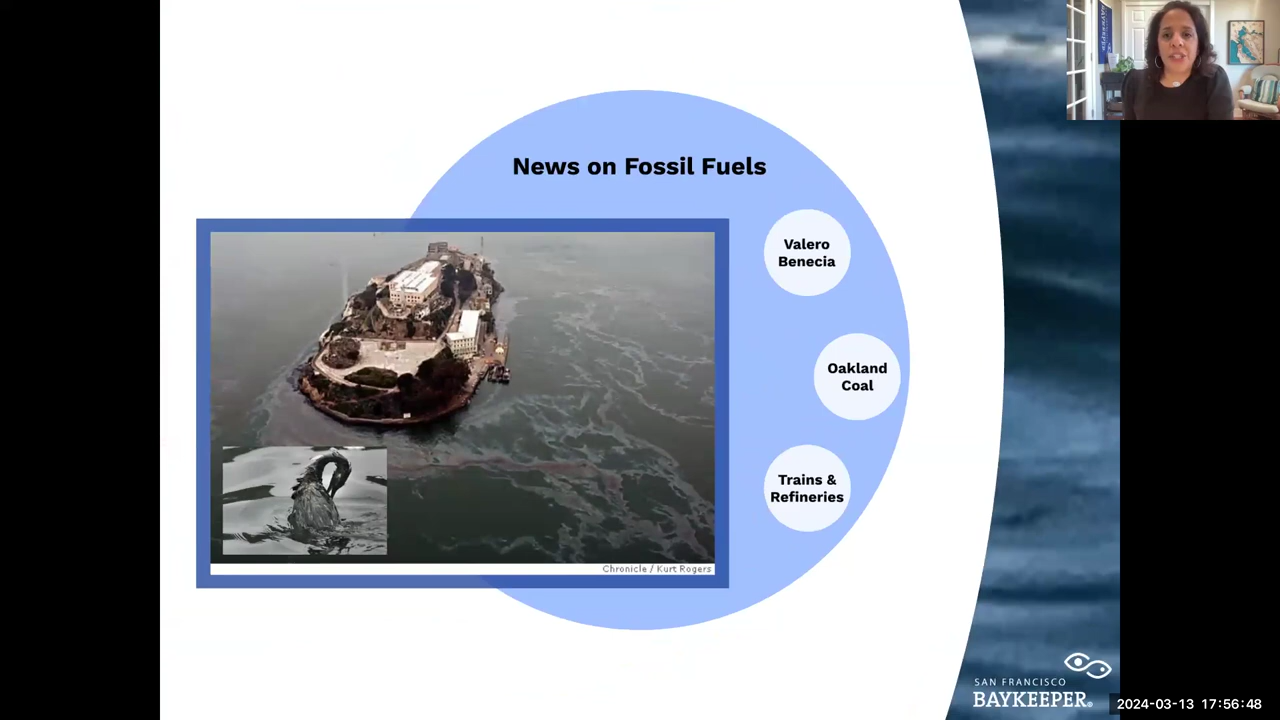 News on Fossil Fuels
Valero
Benecia
Oakland
Coal
Trains &
Refineries
Chronicle / Kurt Rogers
SAN FRANCISCO
BAYKEEPER®
2024-03-13 17:56:48